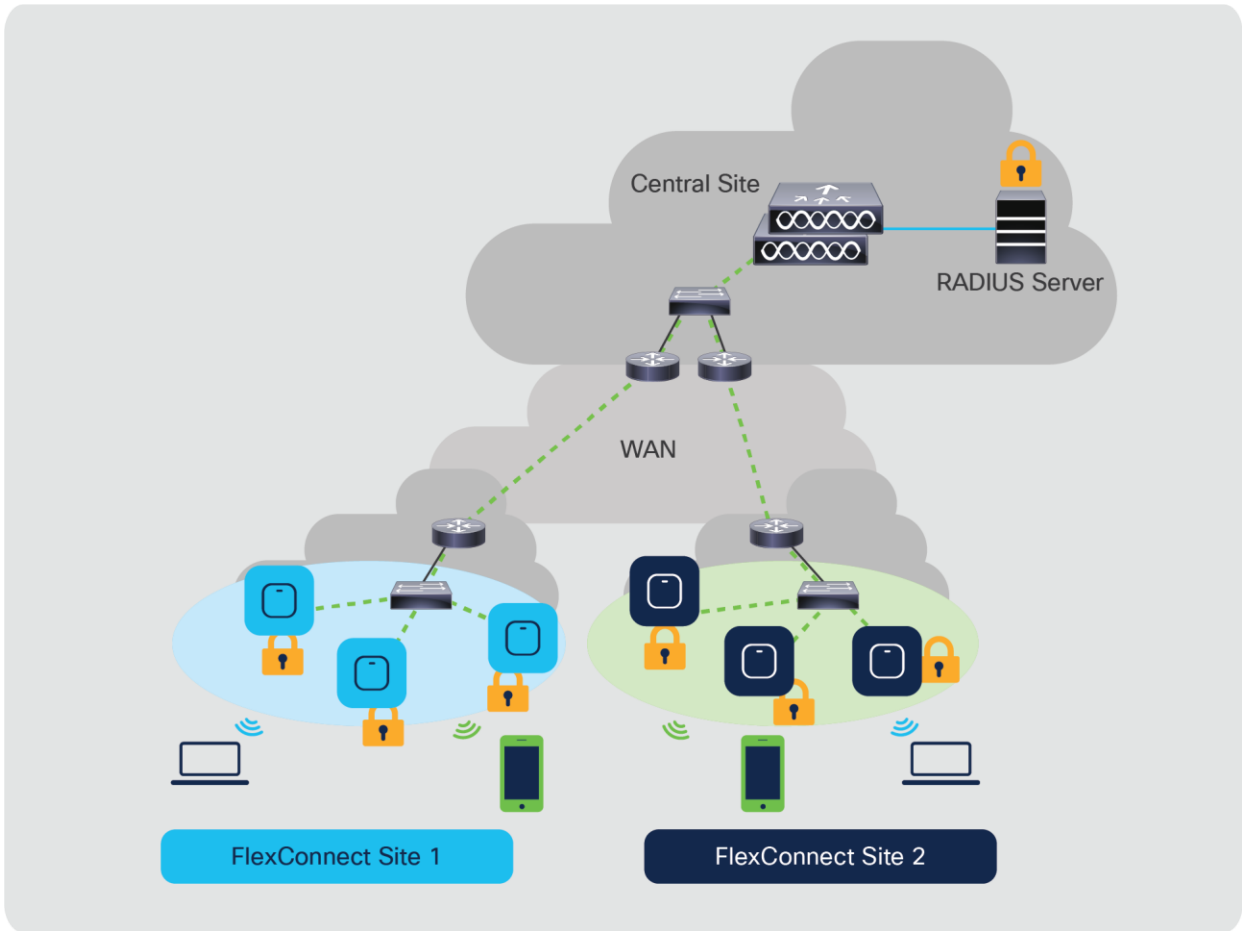 Central Site
RADIUS Server
WAN
FlexConnect Site 1
FlexConnect Site 2